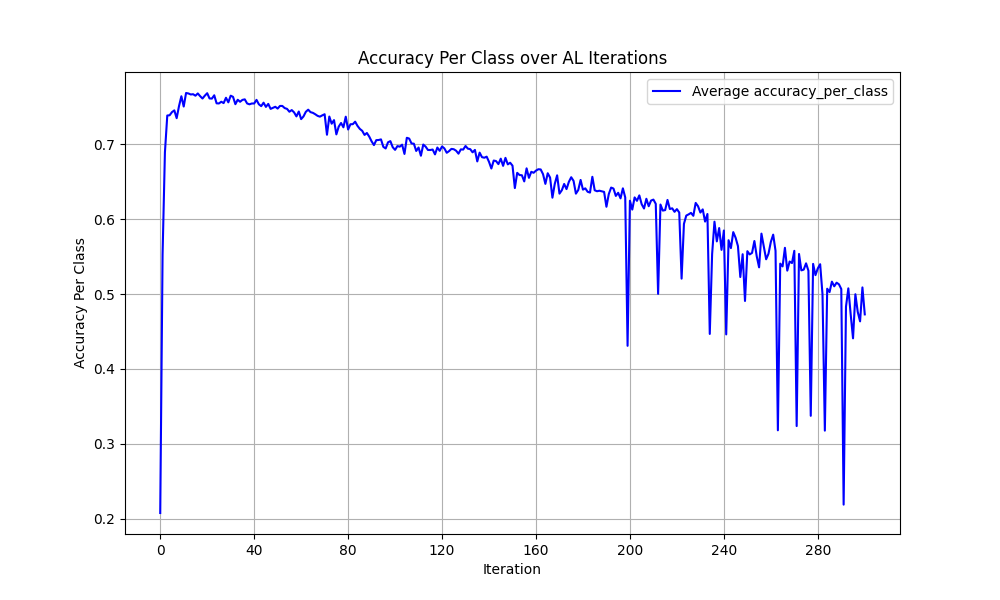 Accuracy Per Class over AL Iterations
Average accuracy_per_class
Accuracy Per Class
0.7
0.6
0.5
0.4
0.3
0.2
0 40 80 120 160 200 240 280
Iteration